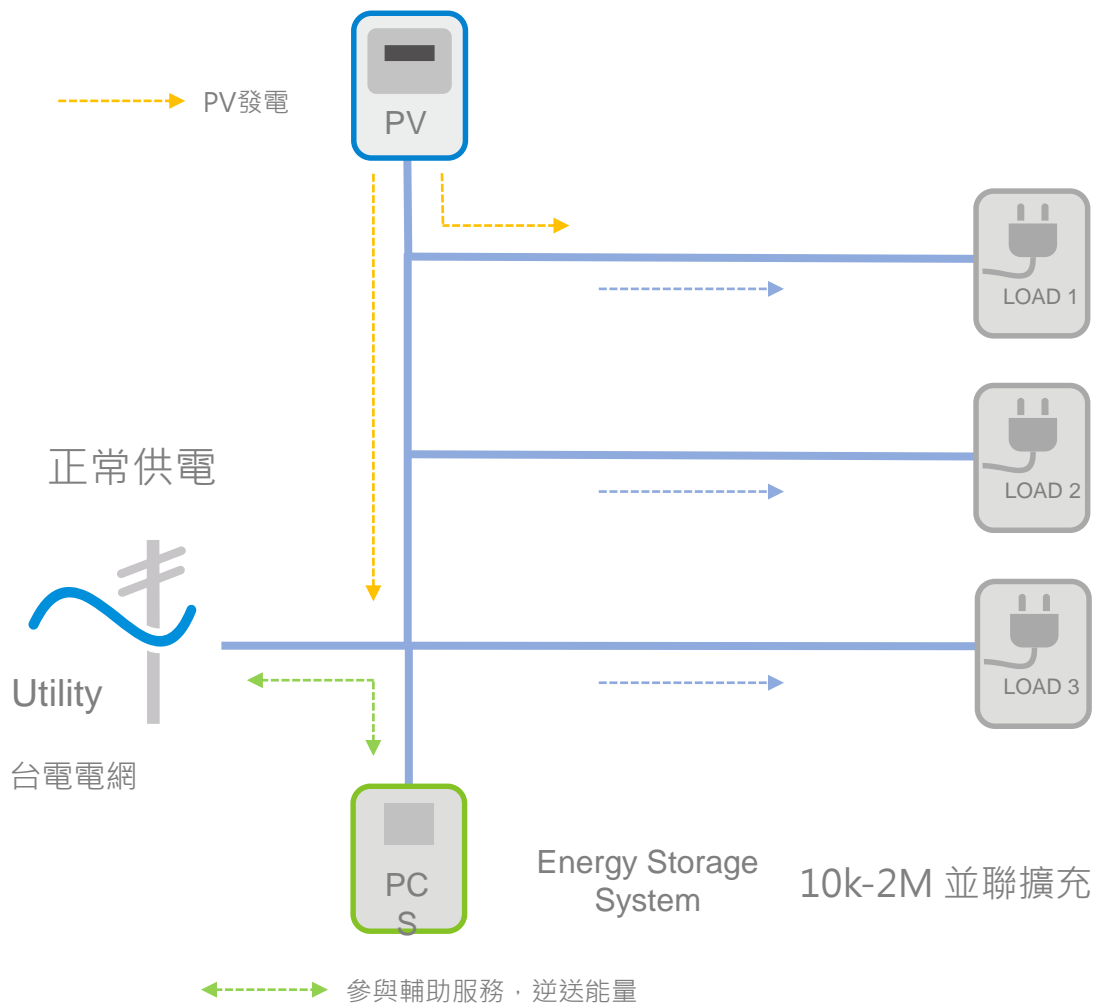 PV發電
PV
LOAD 1
正常供電
LOAD 2
Utility
LOAD 3
台電電網
PC
S
Energy Storage
System
10k-2M 並聯擴充
參與輔助服務，逆送能量